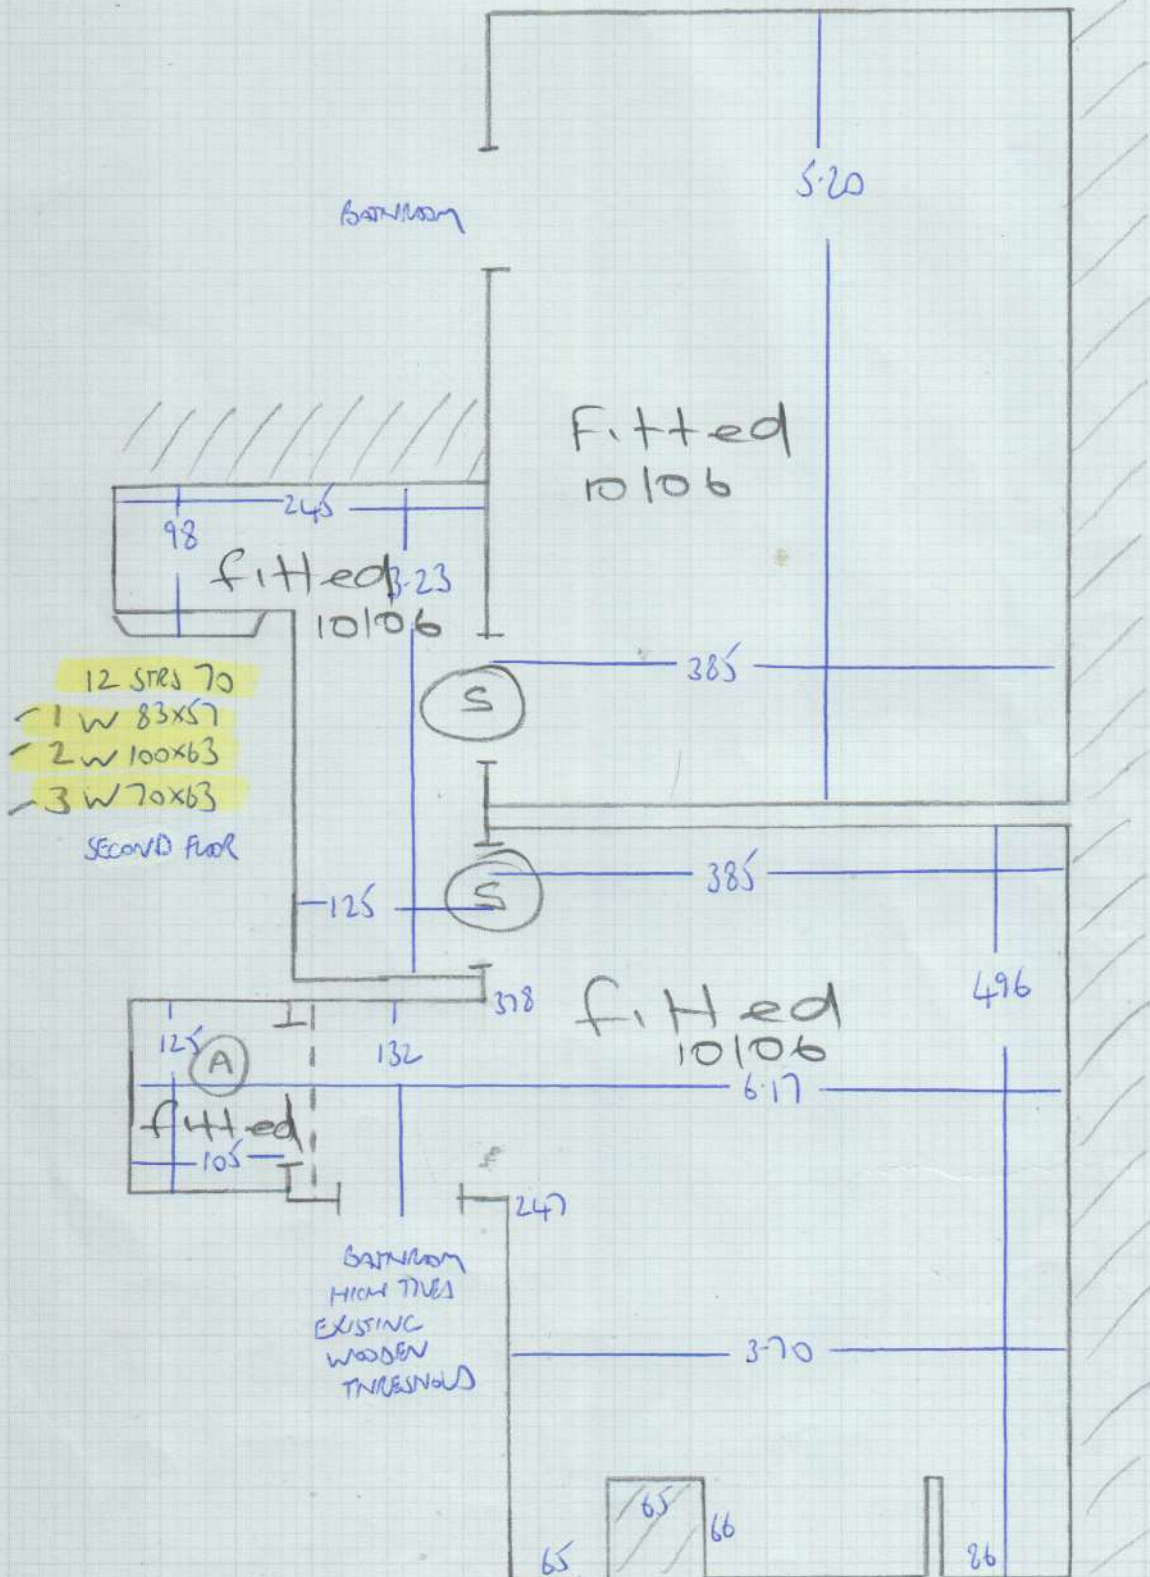 5.20
BATHROOM
Fitted
10/06
245
98
fitted
3.23
10/06
12 STRS 70
1 W 83x57
2 W 100x63
3 W 70x63
SECOND FLOOR
385
S
385
S
125
496
378
fitted
10/06
125
A
132
6.17
fitted
105
247
BATHROOM
HIGH TILES
EXISTING
WOODEN
THRESHOLD
3.70
65
66
65
26